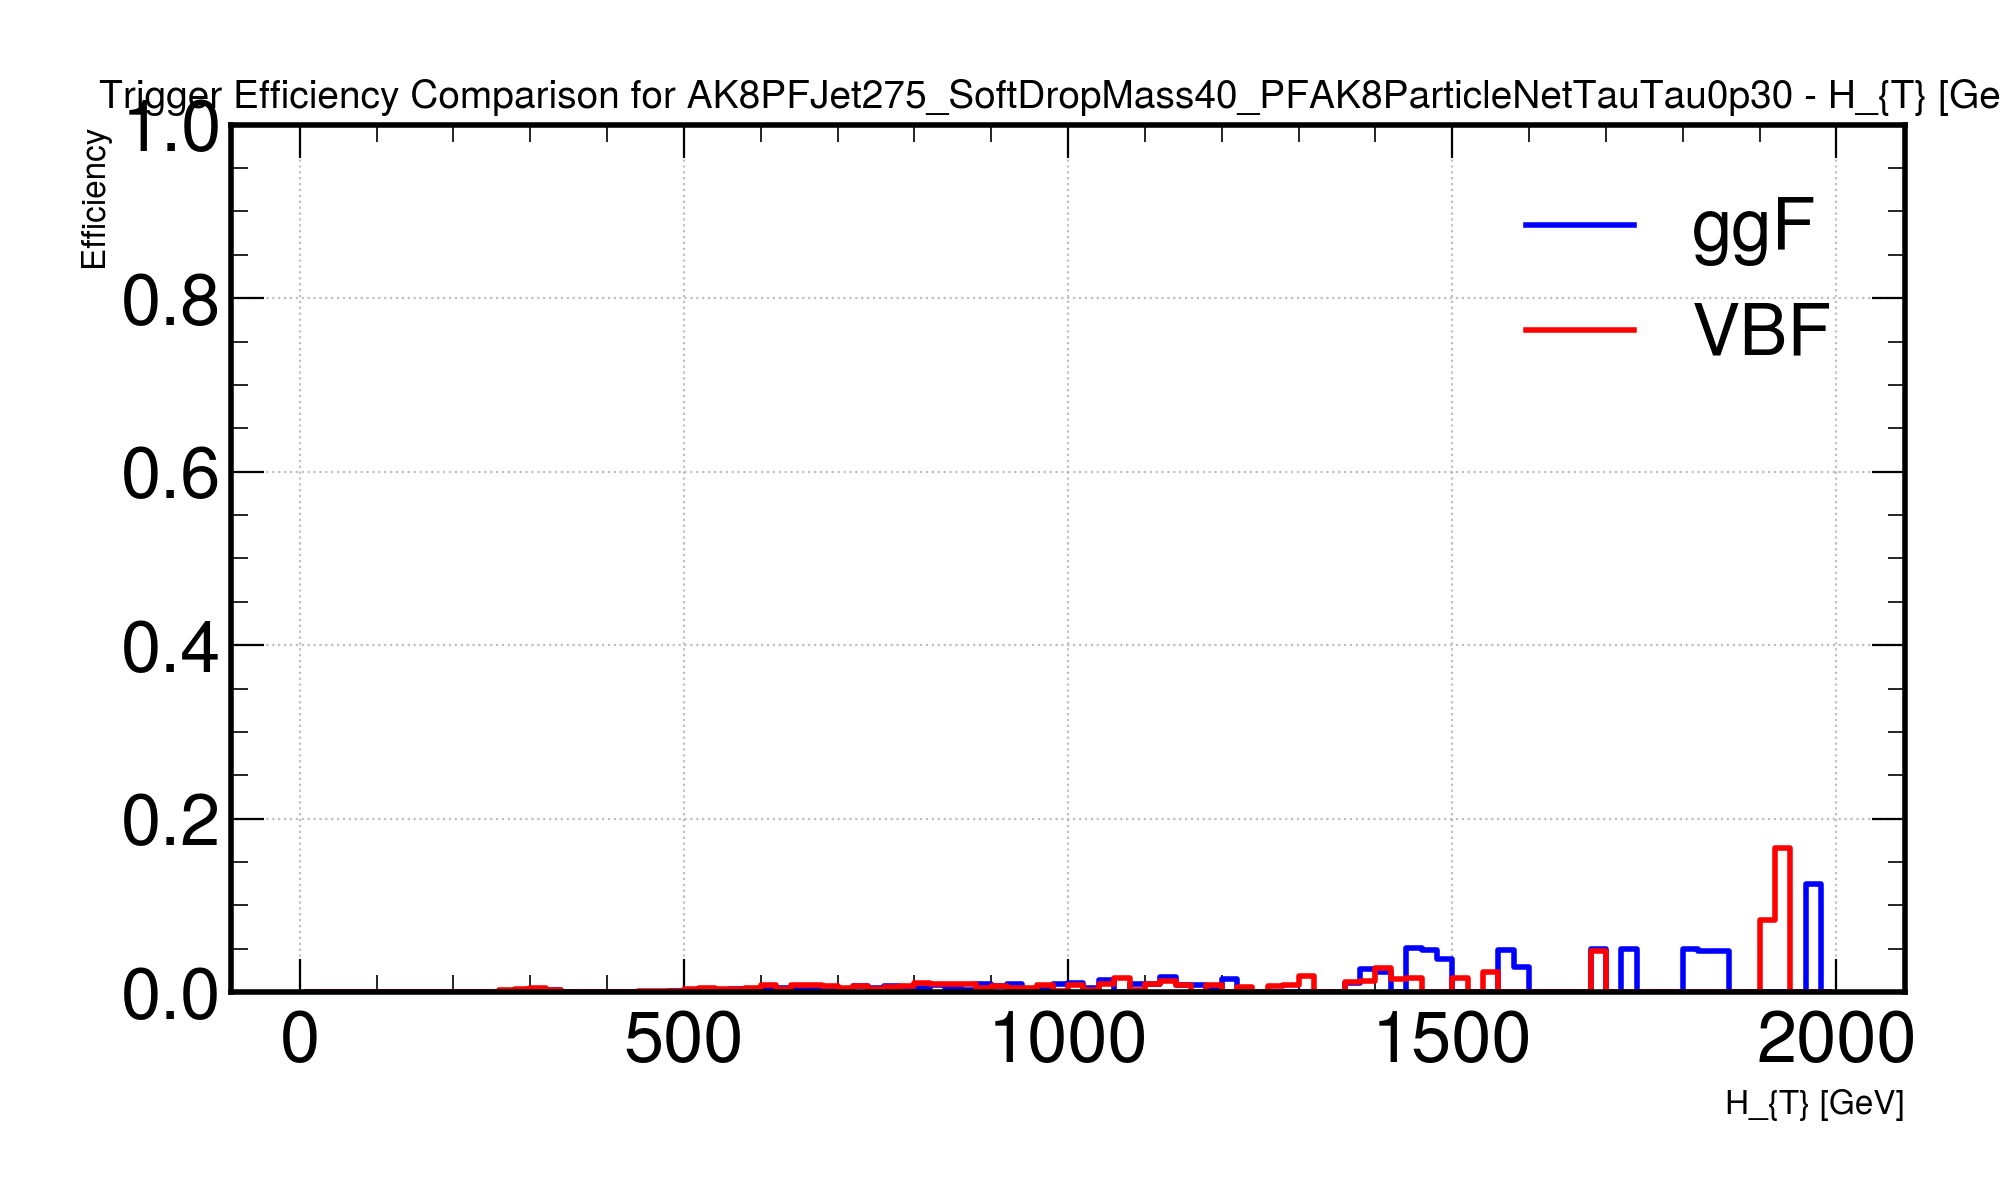 Trigger Efficiency Comparison for AK8PFJet275_SoftDropMass40_PFAK8ParticleNetTauTau0p30 - H_{T} [Ge
Efficiency
1.0
0.8
0.6
0.4
0.2
0.0
ggF
VBF
0 500 1000 1500 2000
H_{T} [GeV]